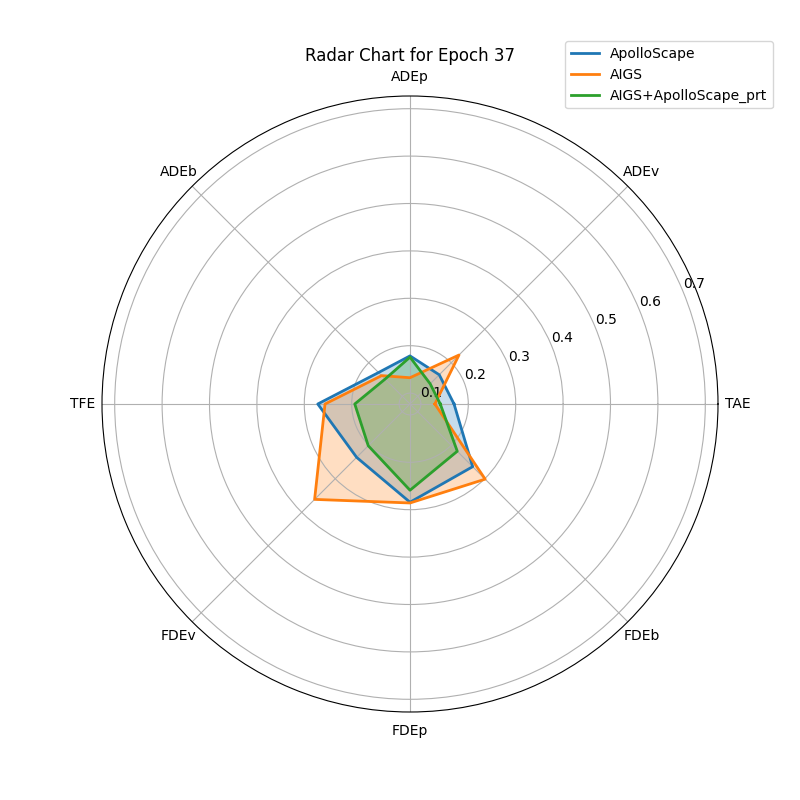 Radar Chart for Epoch 37
ApolloScape
AIGS
AIGS+ApolloScape_prt
ADEp
ADEb
ADEv
0.7
0.6
0.5
0.4
0.3
0.2
0.1
TFE
TAE
FDEv
FDEb
FDEp